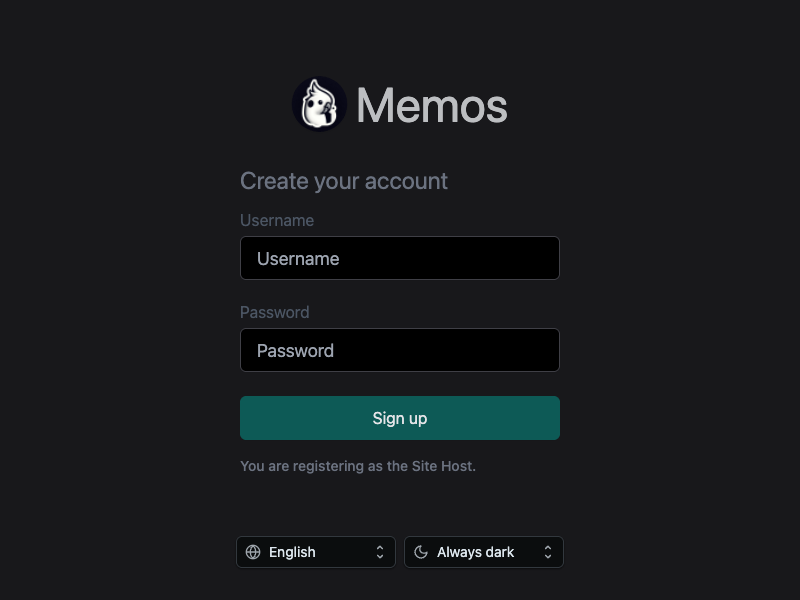 Memos
Create your account
Username
Username
Password
Password
Sign up
You are registering as the Site Host.
English
Always dark